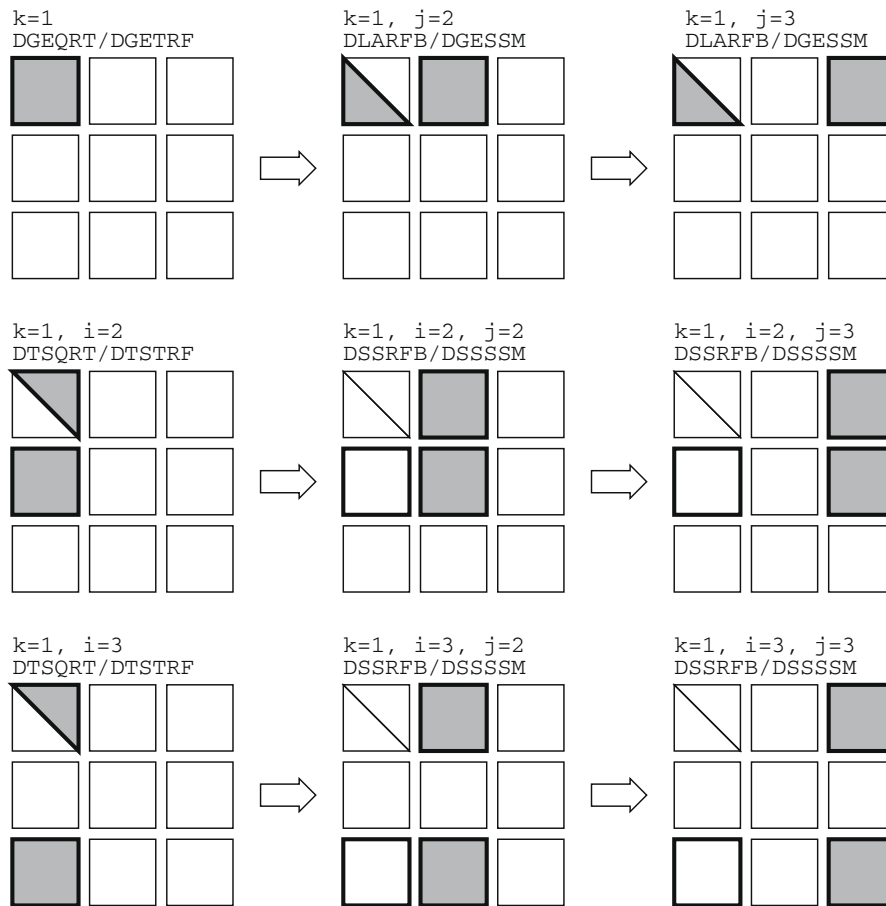 k=1
DGEQRT/DGETRF
k=1, j=2
DLARFB/DGESSM
k=1, j=3
DLARFB/DGESSM
k=1, i=2
DTSQRT/DTSTRF
k=1, i=2, j=2
DSSRFB/DSSSSM
k=1, i=2, j=3
DSSRFB/DSSSSM
k=1, i=3
DTSQRT/DTSTRF
k=1, i=3, j=2
DSSRFB/DSSSSM
k=1, i=3, j=3
DSSRFB/DSSSSM